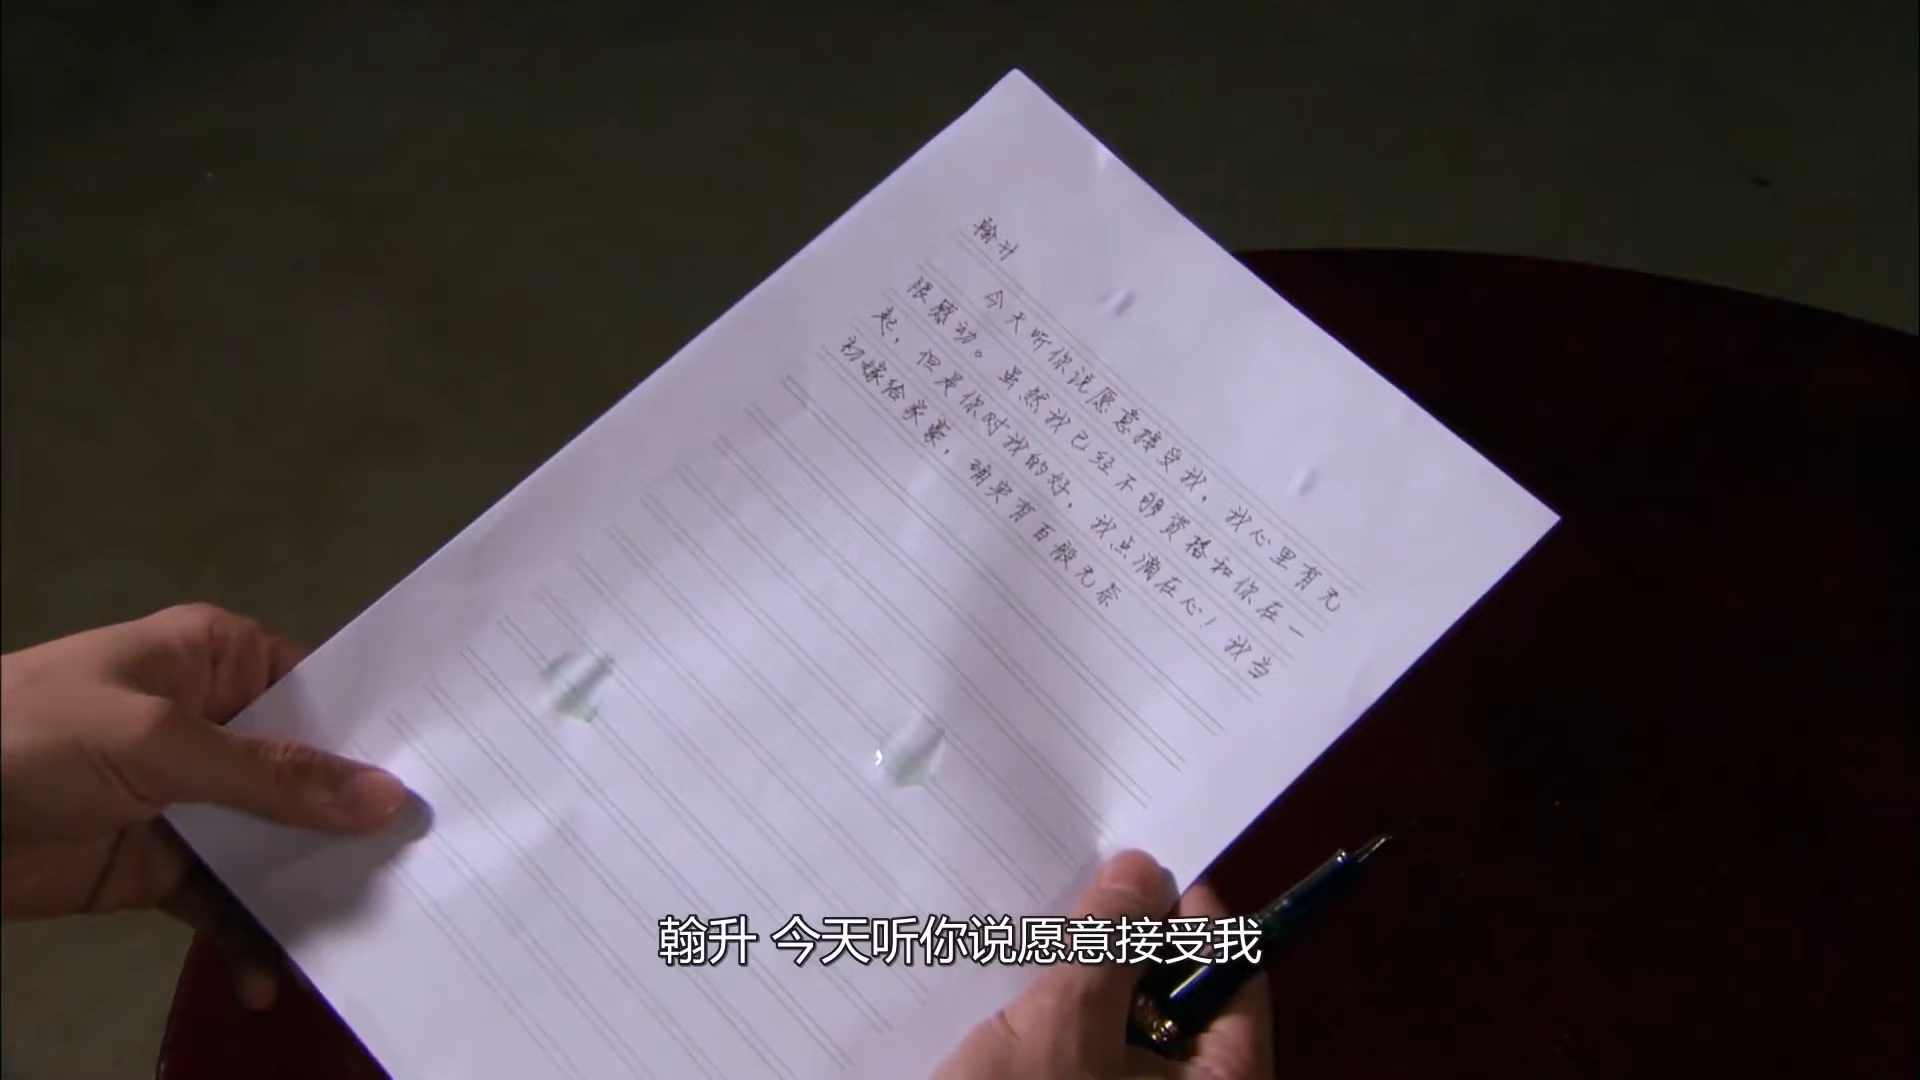 翰升
今天听你说愿意接受我，我心里有无
限感动。虽然我已经不够资格和你在一
起，但是你对我的好，我点滴在心！我当
初嫁给家豪，确实有百般无奈
翰升 今天听你说愿意接受我